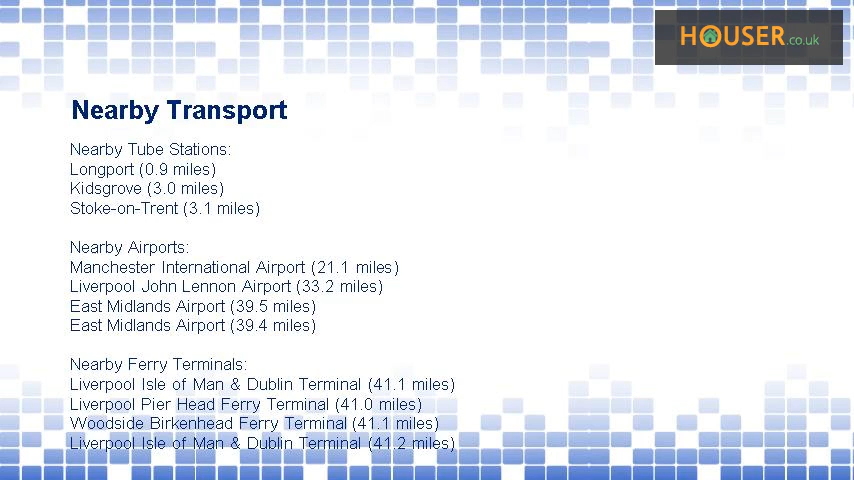 HOUSER.co.uk
Nearby Transport
Nearby Tube Stations:
Longport (0.9 miles)
Kidsgrove (3.0 miles)
Stoke-on-Trent (3.1 miles)
Nearby Airports:
Manchester International Airport (21.1 miles)
Liverpool John Lennon Airport (33.2 miles)
East Midlands Airport (39.5 miles)
East Midlands Airport (39.4 miles)
Nearby Ferry Terminals:
Liverpool Isle of Man & Dublin Terminal (41.1 miles)
Liverpool Pier Head Ferry Terminal (41.0 miles)
Woodside Birkenhead Ferry Terminal (41.1 miles)
Liverpool Isle of Man & Dublin Terminal (41.2 miles)